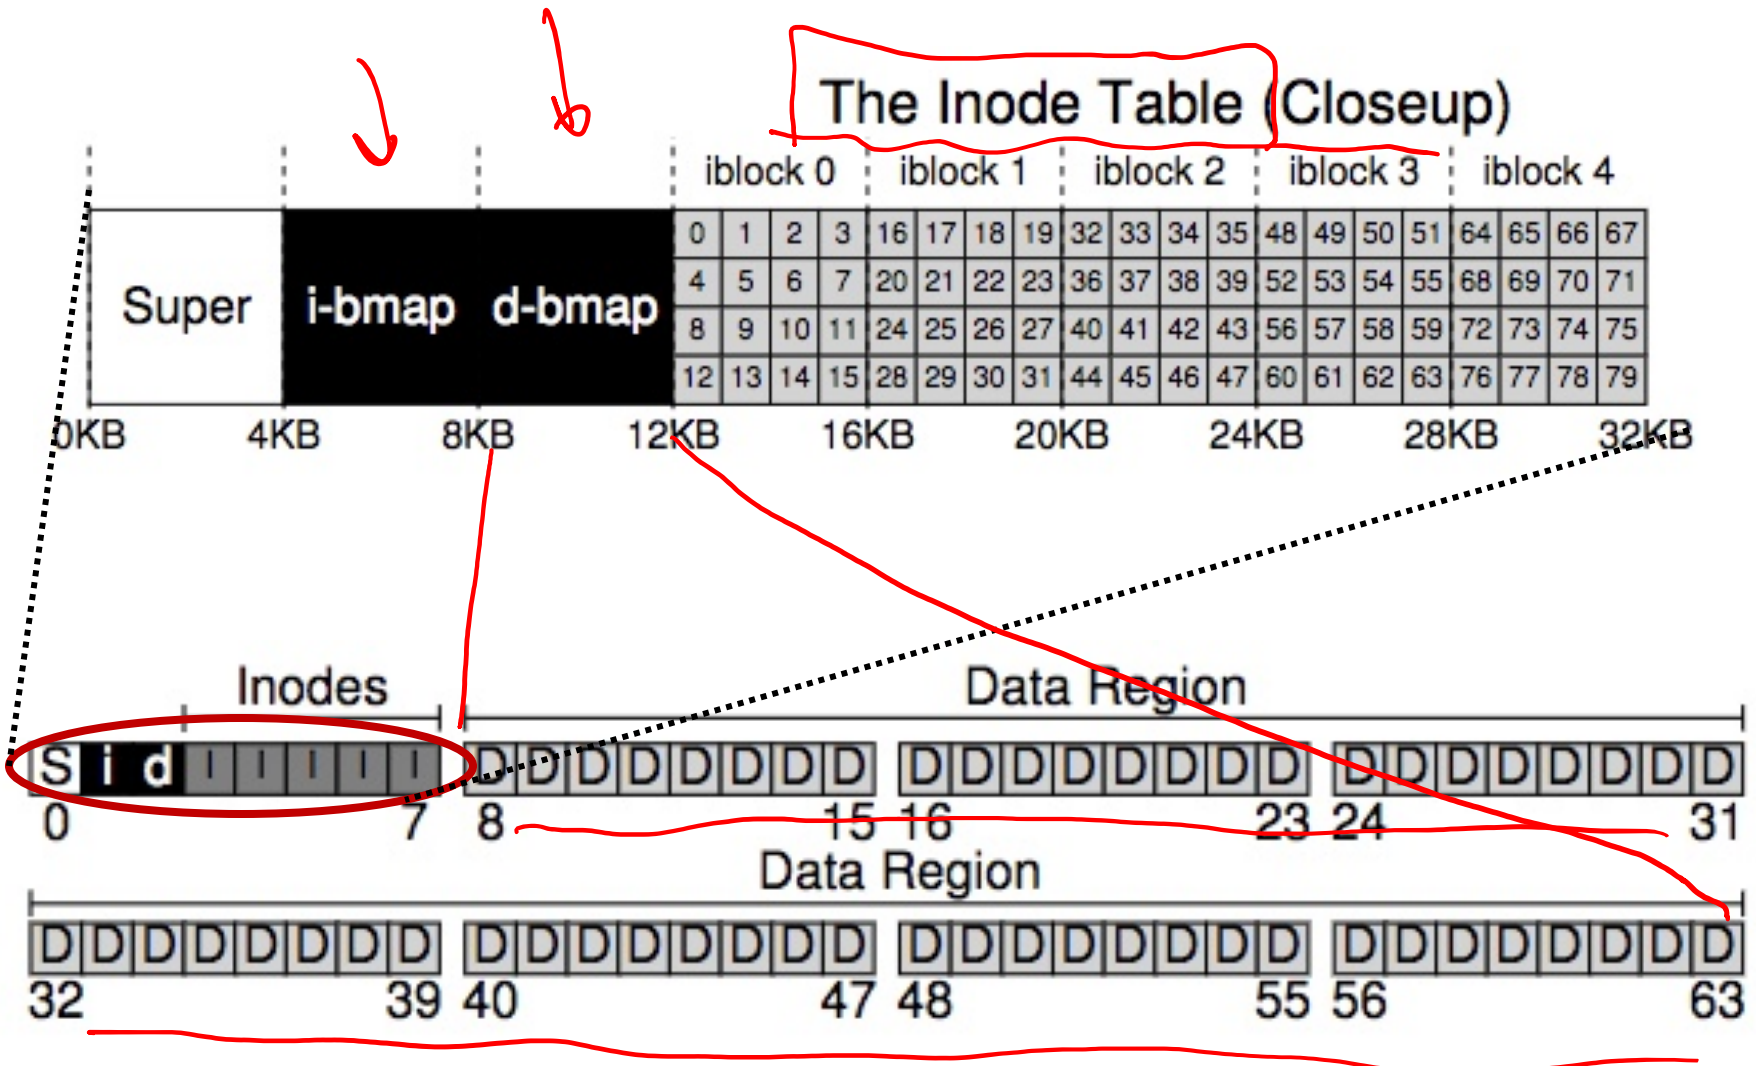 The Inode Table (Closeup)
iblock 0 iblock 1 iblock 2 iblock 3 iblock 4
Super i-bmap d-bmap
0 1 2 3 16 17 18 19 32 33 34 35 48 49 50 51 64 65 66 67
4 5 6 7 20 21 22 23 36 37 38 39 52 53 54 55 68 69 70 71
8 9 10 11 24 25 26 27 40 41 42 43 56 57 58 59 72 73 74 75
12 13 14 15 28 29 30 31 44 45 46 47 60 61 62 63 76 77 78 79
0KB 4KB 8KB 12KB 16KB 20KB 24KB 28KB 32KB
Inodes Data Region
S i d I I I I I D D D D D D D D D D D D D D D D D D D D D D D D
0 7 8 15 16 23 24 31
Data Region
D D D D D D D D D D D D D D D D D D D D D D D D D D D D D D D D
32 39 40 47 48 55 56 63